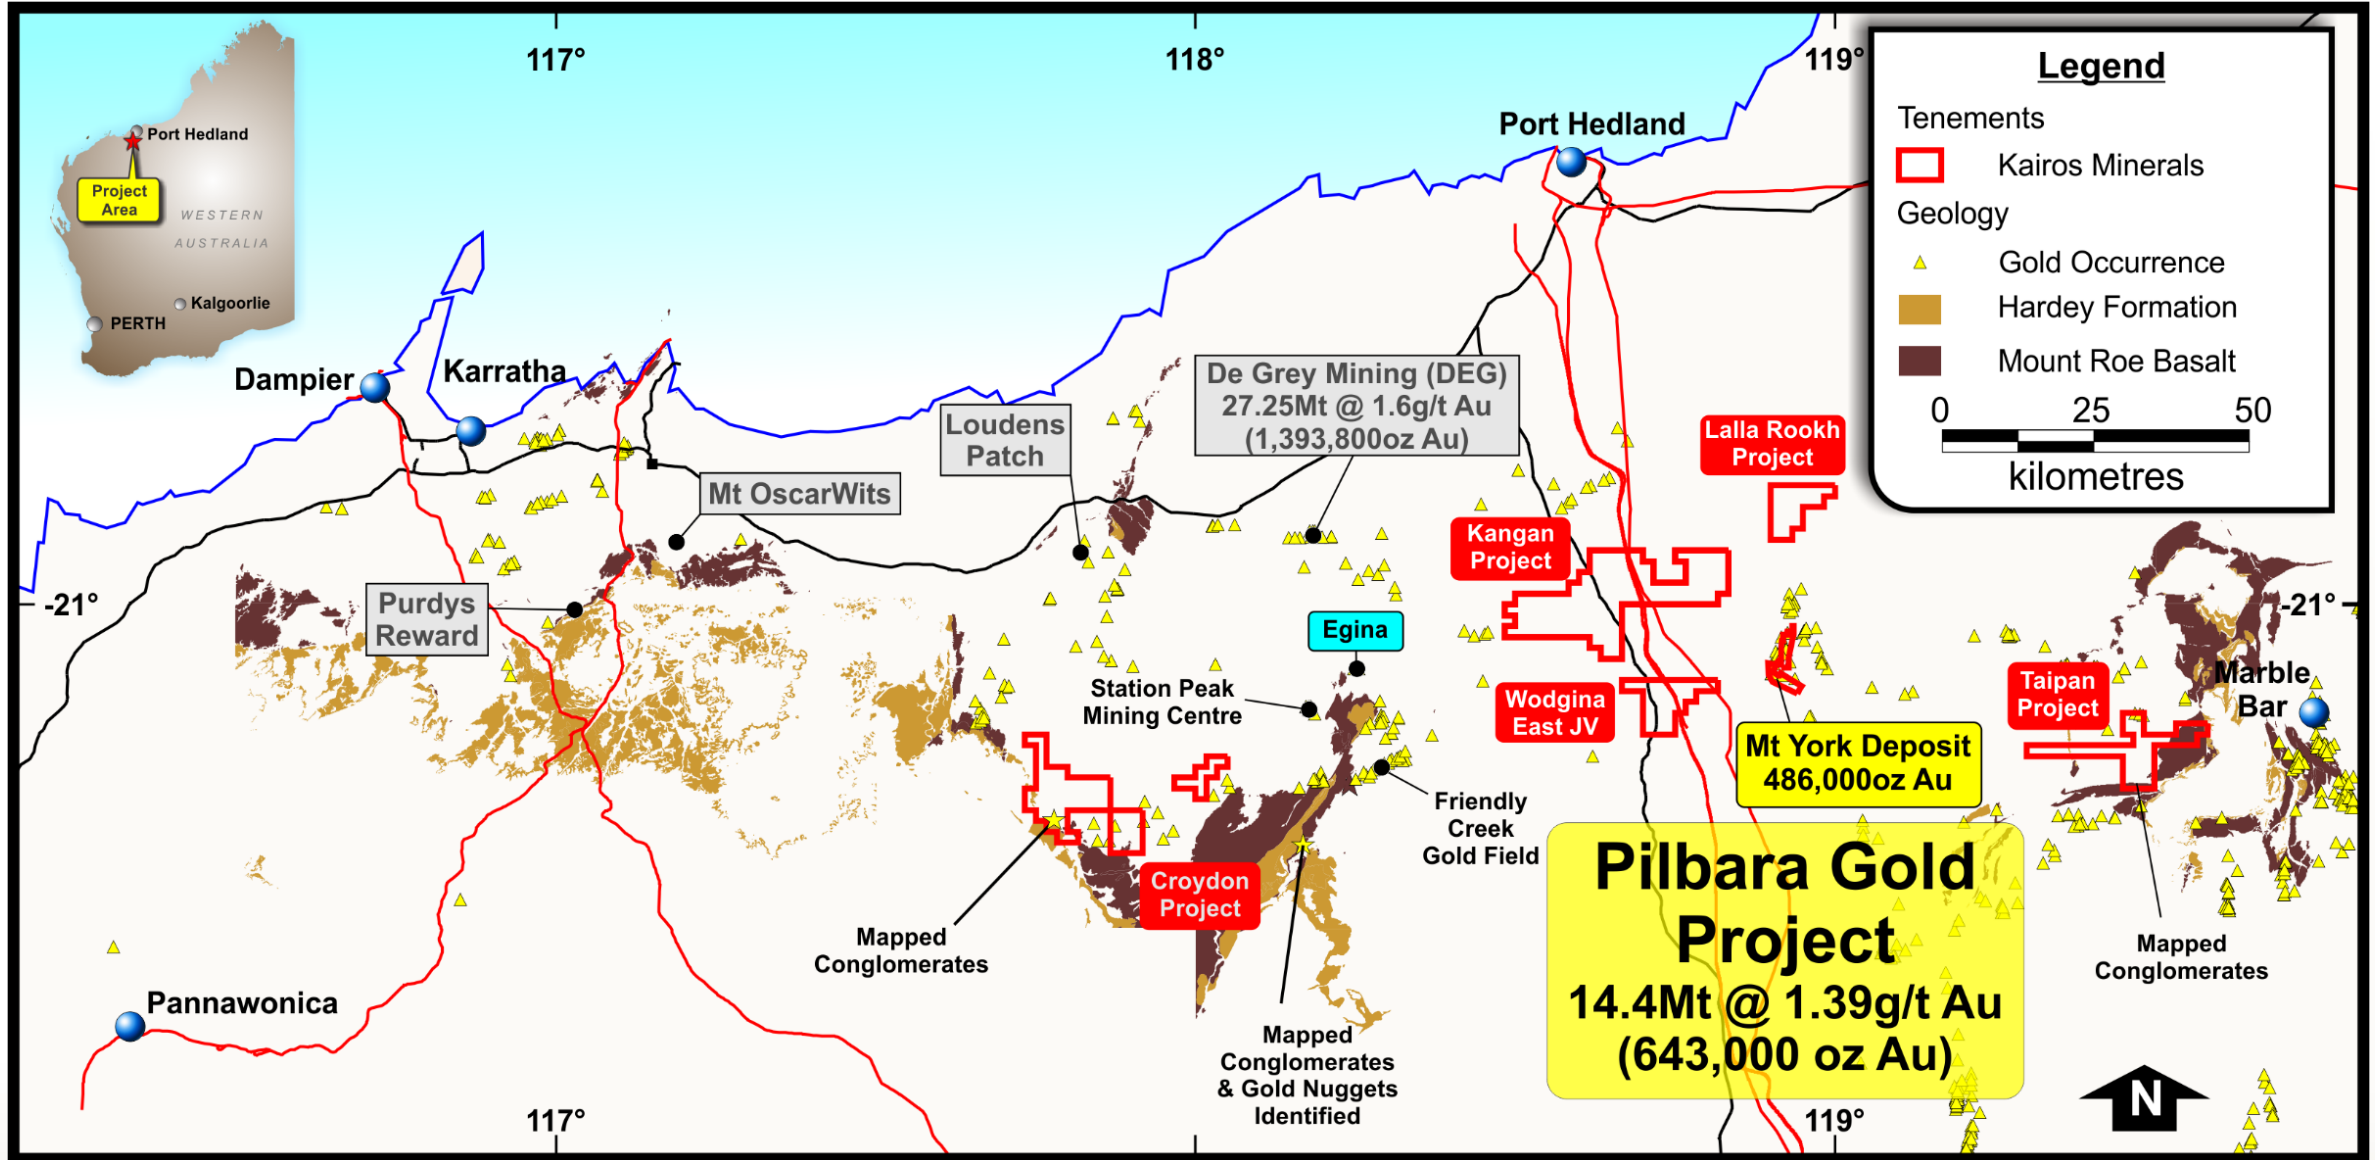 117°
118°
119°
Port Hedland
Project
Area
WESTERN
AUSTRALIA
Kalgoorlie
PERTH
Port Hedland
Legend
Tenements
Kairos Minerals
Geology
Gold Occurrence
Hardey Formation
Mount Roe Basalt
0 25 50
kilometres
Dampier
Karratha
Loudens
Patch
De Grey Mining (DEG)
27.25Mt @ 1.6g/t Au
(1,393,800oz Au)
Lalla Rookh
Project
Mt OscarWits
Kangan
Project
-21°
-21°
Purdys
Reward
Egina
Station Peak
Mining Centre
Wodgina
East JV
Taipan
Project
Marble
Bar
Mt York Deposit
486,000oz Au
Friendly
Creek
Gold Field
Croydon
Project
Pilbara Gold
Project
14.4Mt @ 1.39g/t Au
(643,000 oz Au)
Mapped
Conglomerates
Mapped
Conglomerates
Pannawonica
Mapped
Conglomerates
& Gold Nuggets
Identified
N
117°
119°